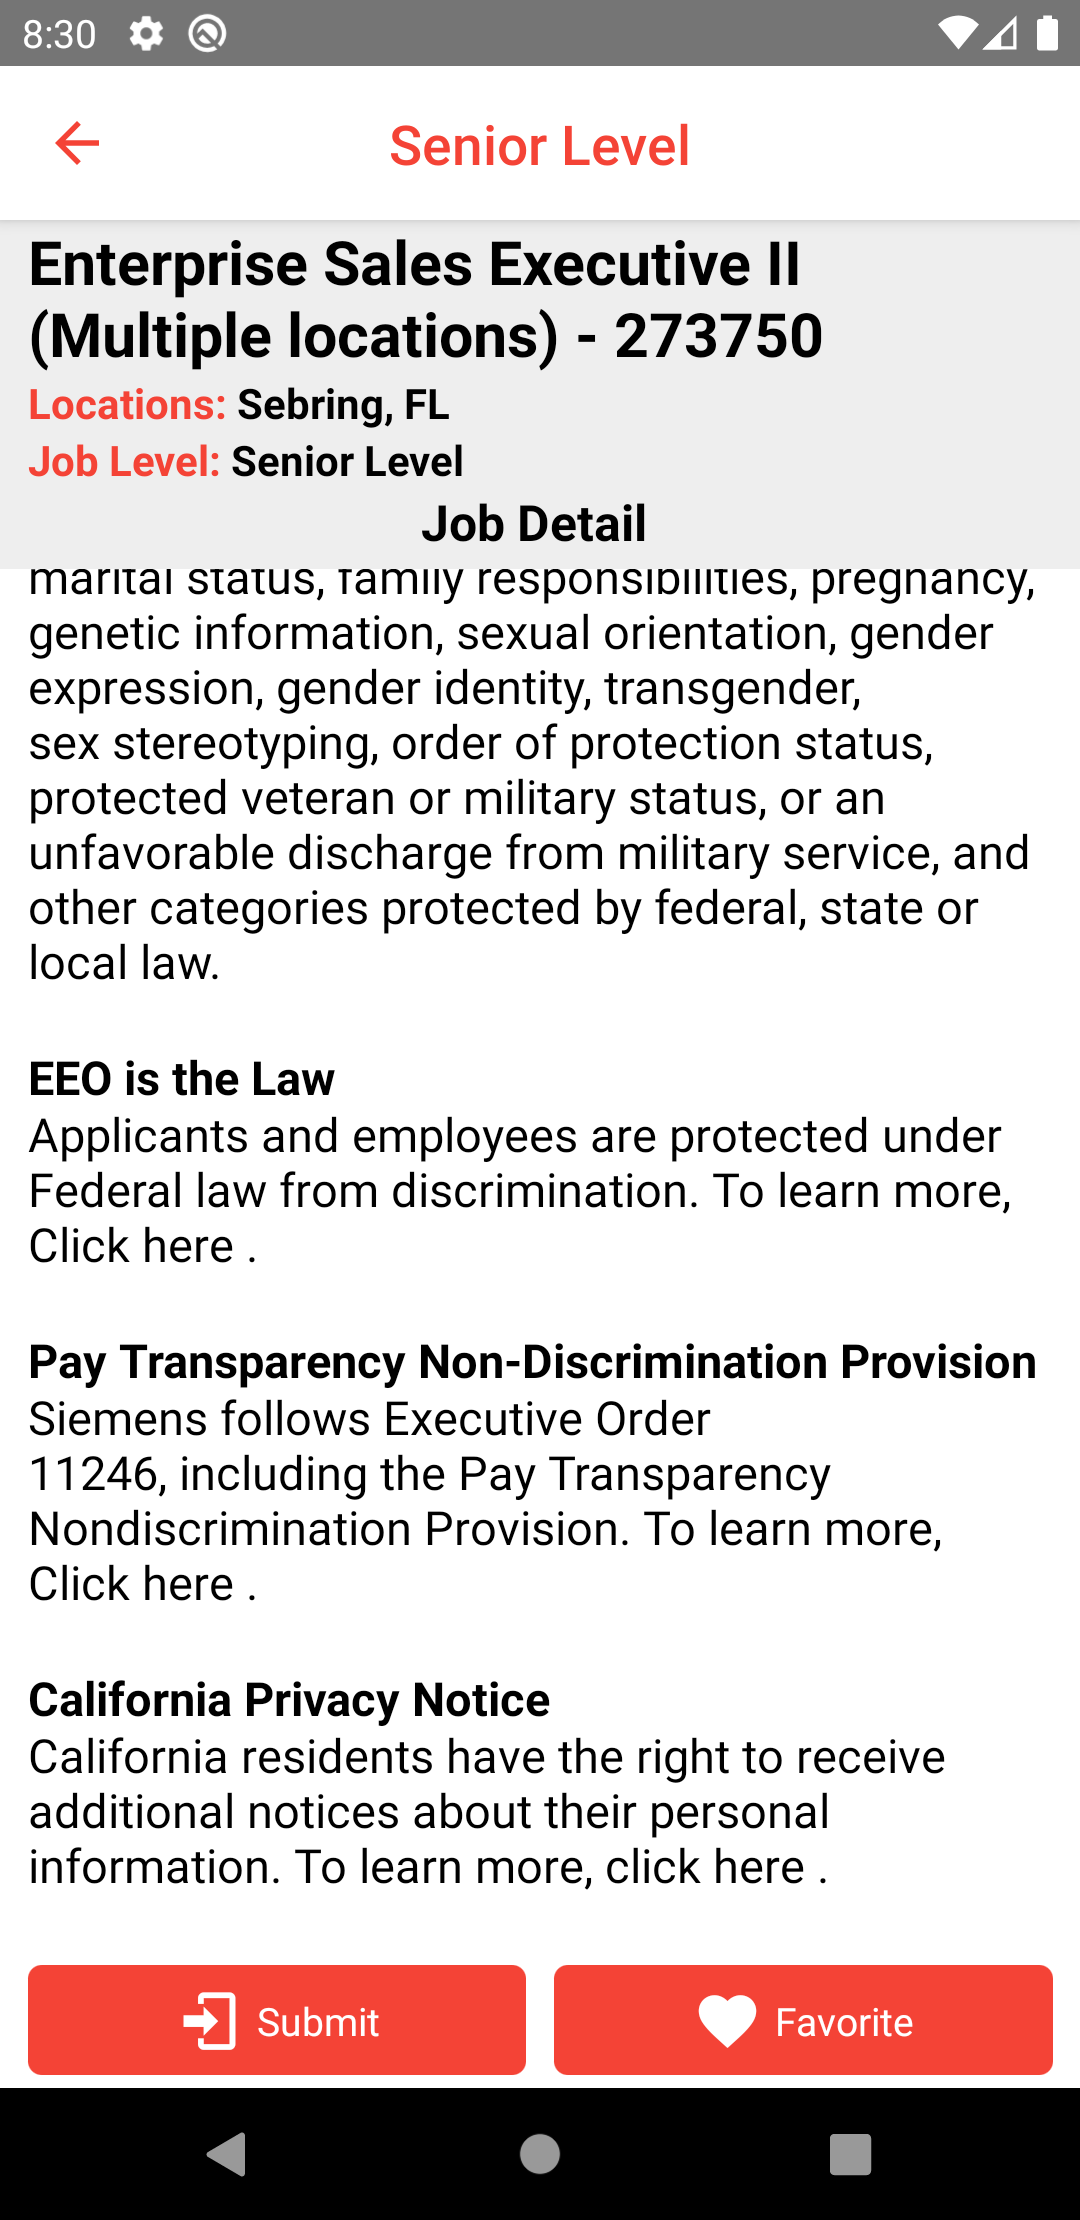 8:30
Senior Level
Enterprise Sales Executive II
(Multiple locations) - 273750
Locations: Sebring, FL
Job Level: Senior Level
Job Detail
marital status, family responsibilities, pregnancy,
genetic information, sexual orientation, gender
expression, gender identity, transgender,
sex stereotyping, order of protection status,
protected veteran or military status, or an
unfavorable discharge from military service, and
other categories protected by federal, state or
local law.
EEO is the Law
Applicants and employees are protected under
Federal law from discrimination. To learn more,
Click here .
Pay Transparency Non-Discrimination Provision
Siemens follows Executive Order
11246, including the Pay Transparency
Nondiscrimination Provision. To learn more,
Click here .
California Privacy Notice
California residents have the right to receive
additional notices about their personal
information. To learn more, click here .
Submit
Favorite